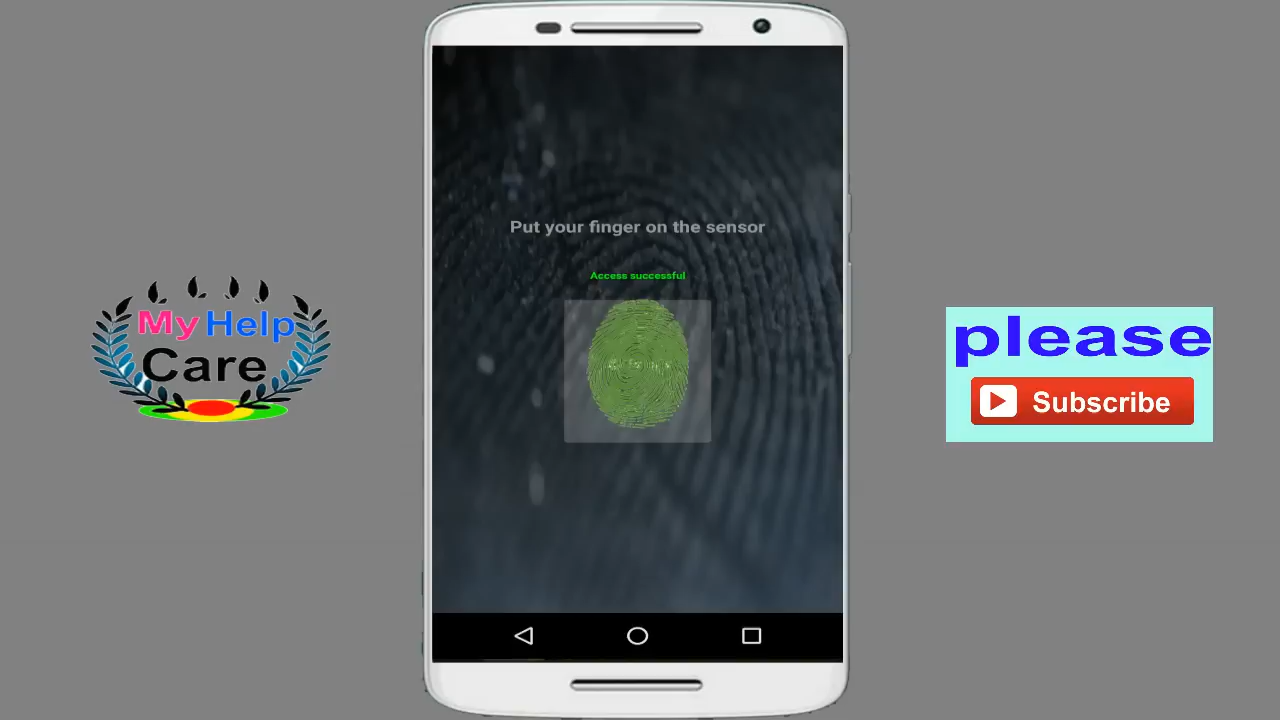 My Help
Care
Put your finger on the sensor
Access successful
please
Subscribe